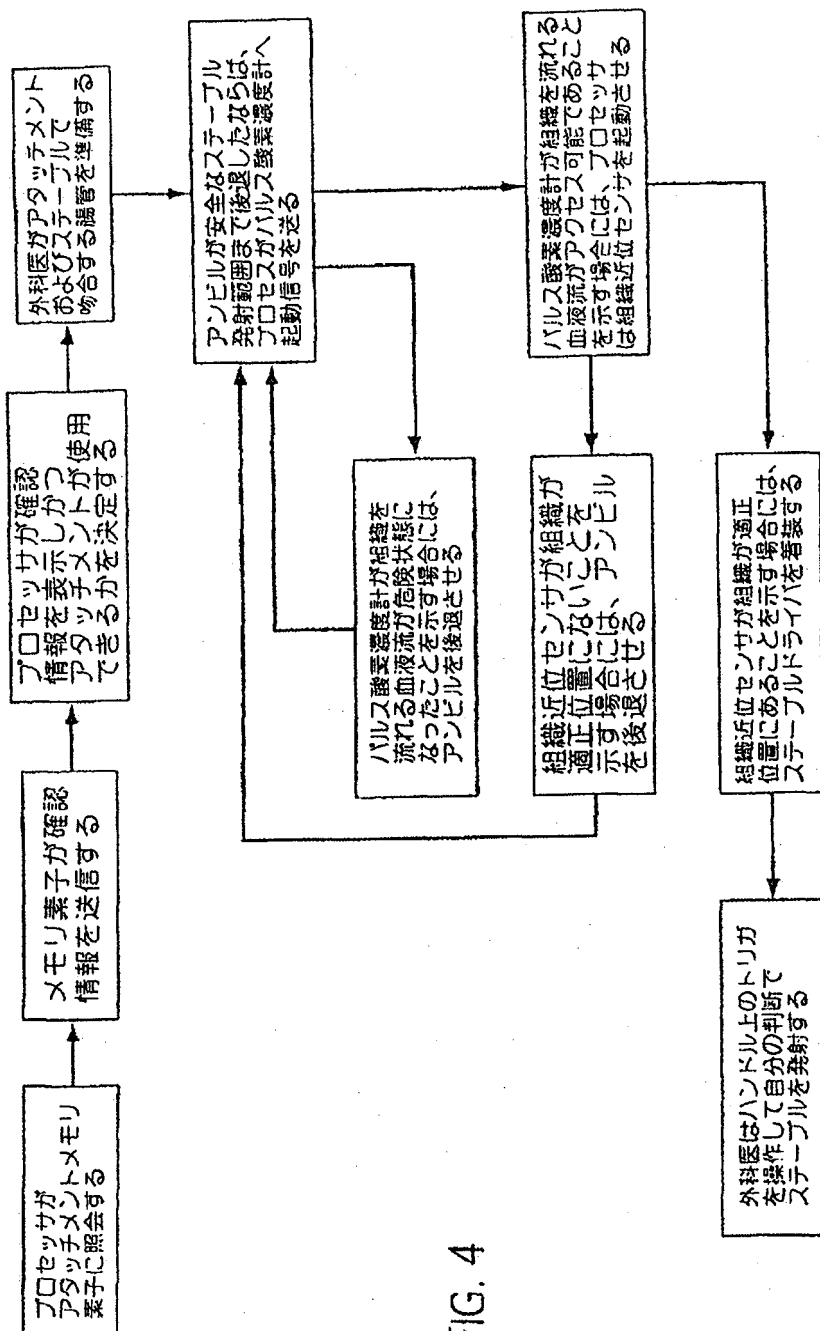 プロセッサが
アタッチメントメモリ
素子に照会する
メモリ素子が確認
情報を送信する
プロセッサが確認
情報を表示しかつ
アタッチメントが使用
できるかを決定する
外科医がアタッチメント
およびステープルで
吻合する腸管を準備する
アンビルが安全なステープル
発射範囲まで後退したならば、
プロセスがパルス酸素濃度計へ
起動信号を送る
パルス酸素濃度計が組織を
流れる血液流が危険状態に
なったことを示す場合には、
アンビルを後退させる
パルス酸素濃度計が組織を流れる
血液流がアクセス可能であること
を示す場合には、プロセッサ
は組織近位センサを起動させる
組織近位センサが組織が
適正位置にないことを
示す場合には、アンビル
を後退させる
組織近位センサが組織が適正
位置にあることを示す場合には、
ステープルドライバを着装する
外科医はハンドル上のトリガ
を操作して自分の判断で
ステープルを発射する
FIG. 4